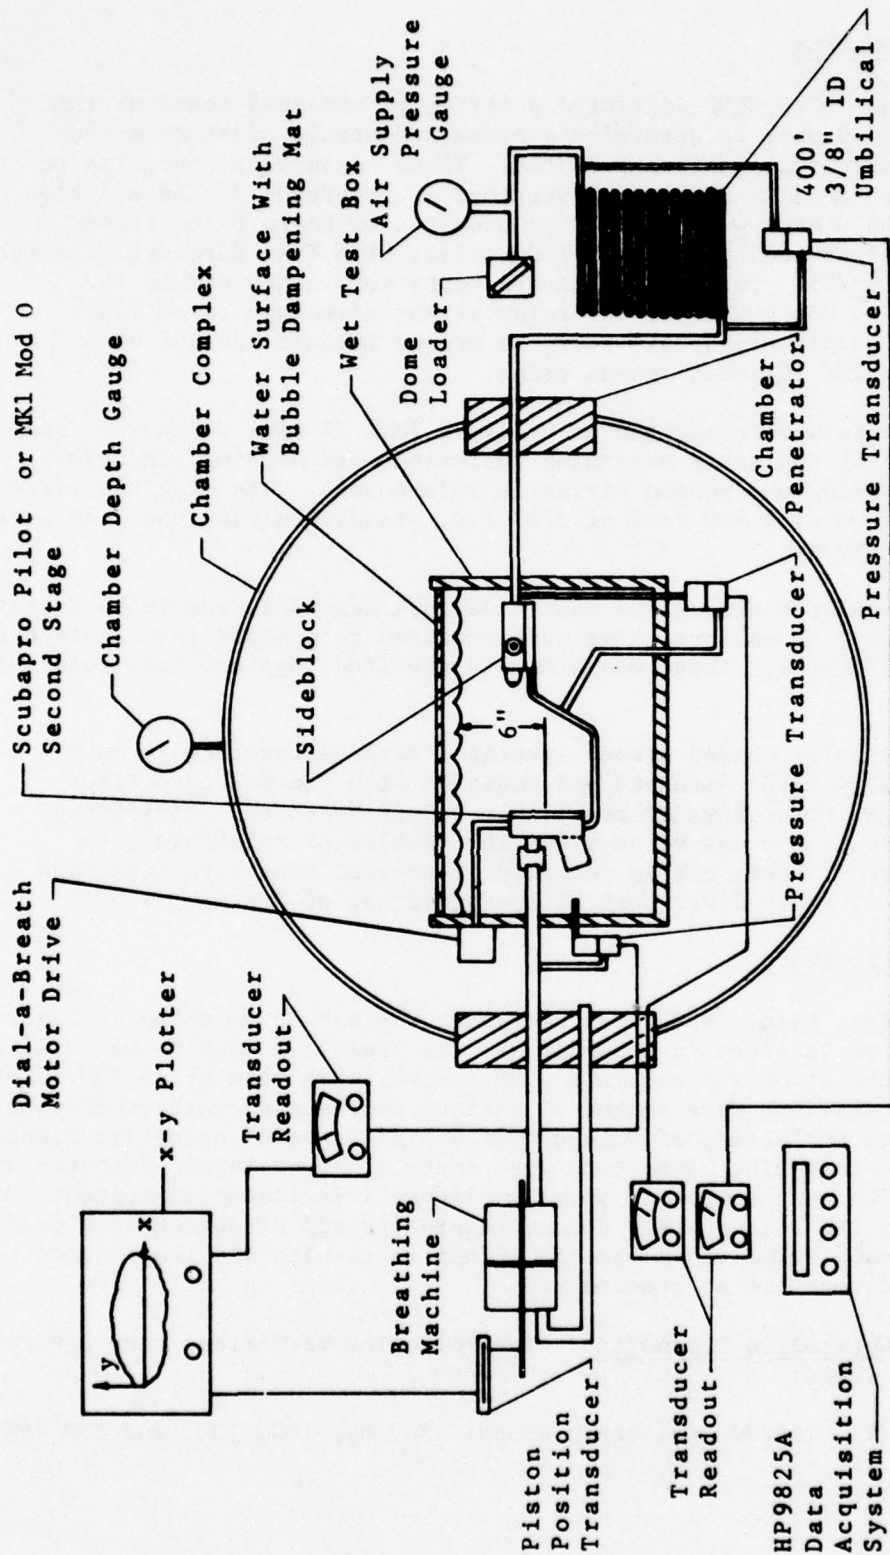 Dial-a-Breath
Motor Drive
Scubapro Pilot or MK1 Mod 0
Second Stage
Chamber Depth Gauge
Chamber Complex
Water Surface With
Bubble Dampening Mat
Wet Test Box
Air Supply
Pressure
Gauge
Dome
Loader
x-y Plitter
y
x
Transducer
Readout
Sideblock
6"
Breathing
Machine
400'
3/8" ID
Umbilical
Chamber
Penetrator
Pressure Transducer
Pressure Transducer
Piston
Position
Transducer
Transducer
Readout
HP9825A
Data
Acquisition
System